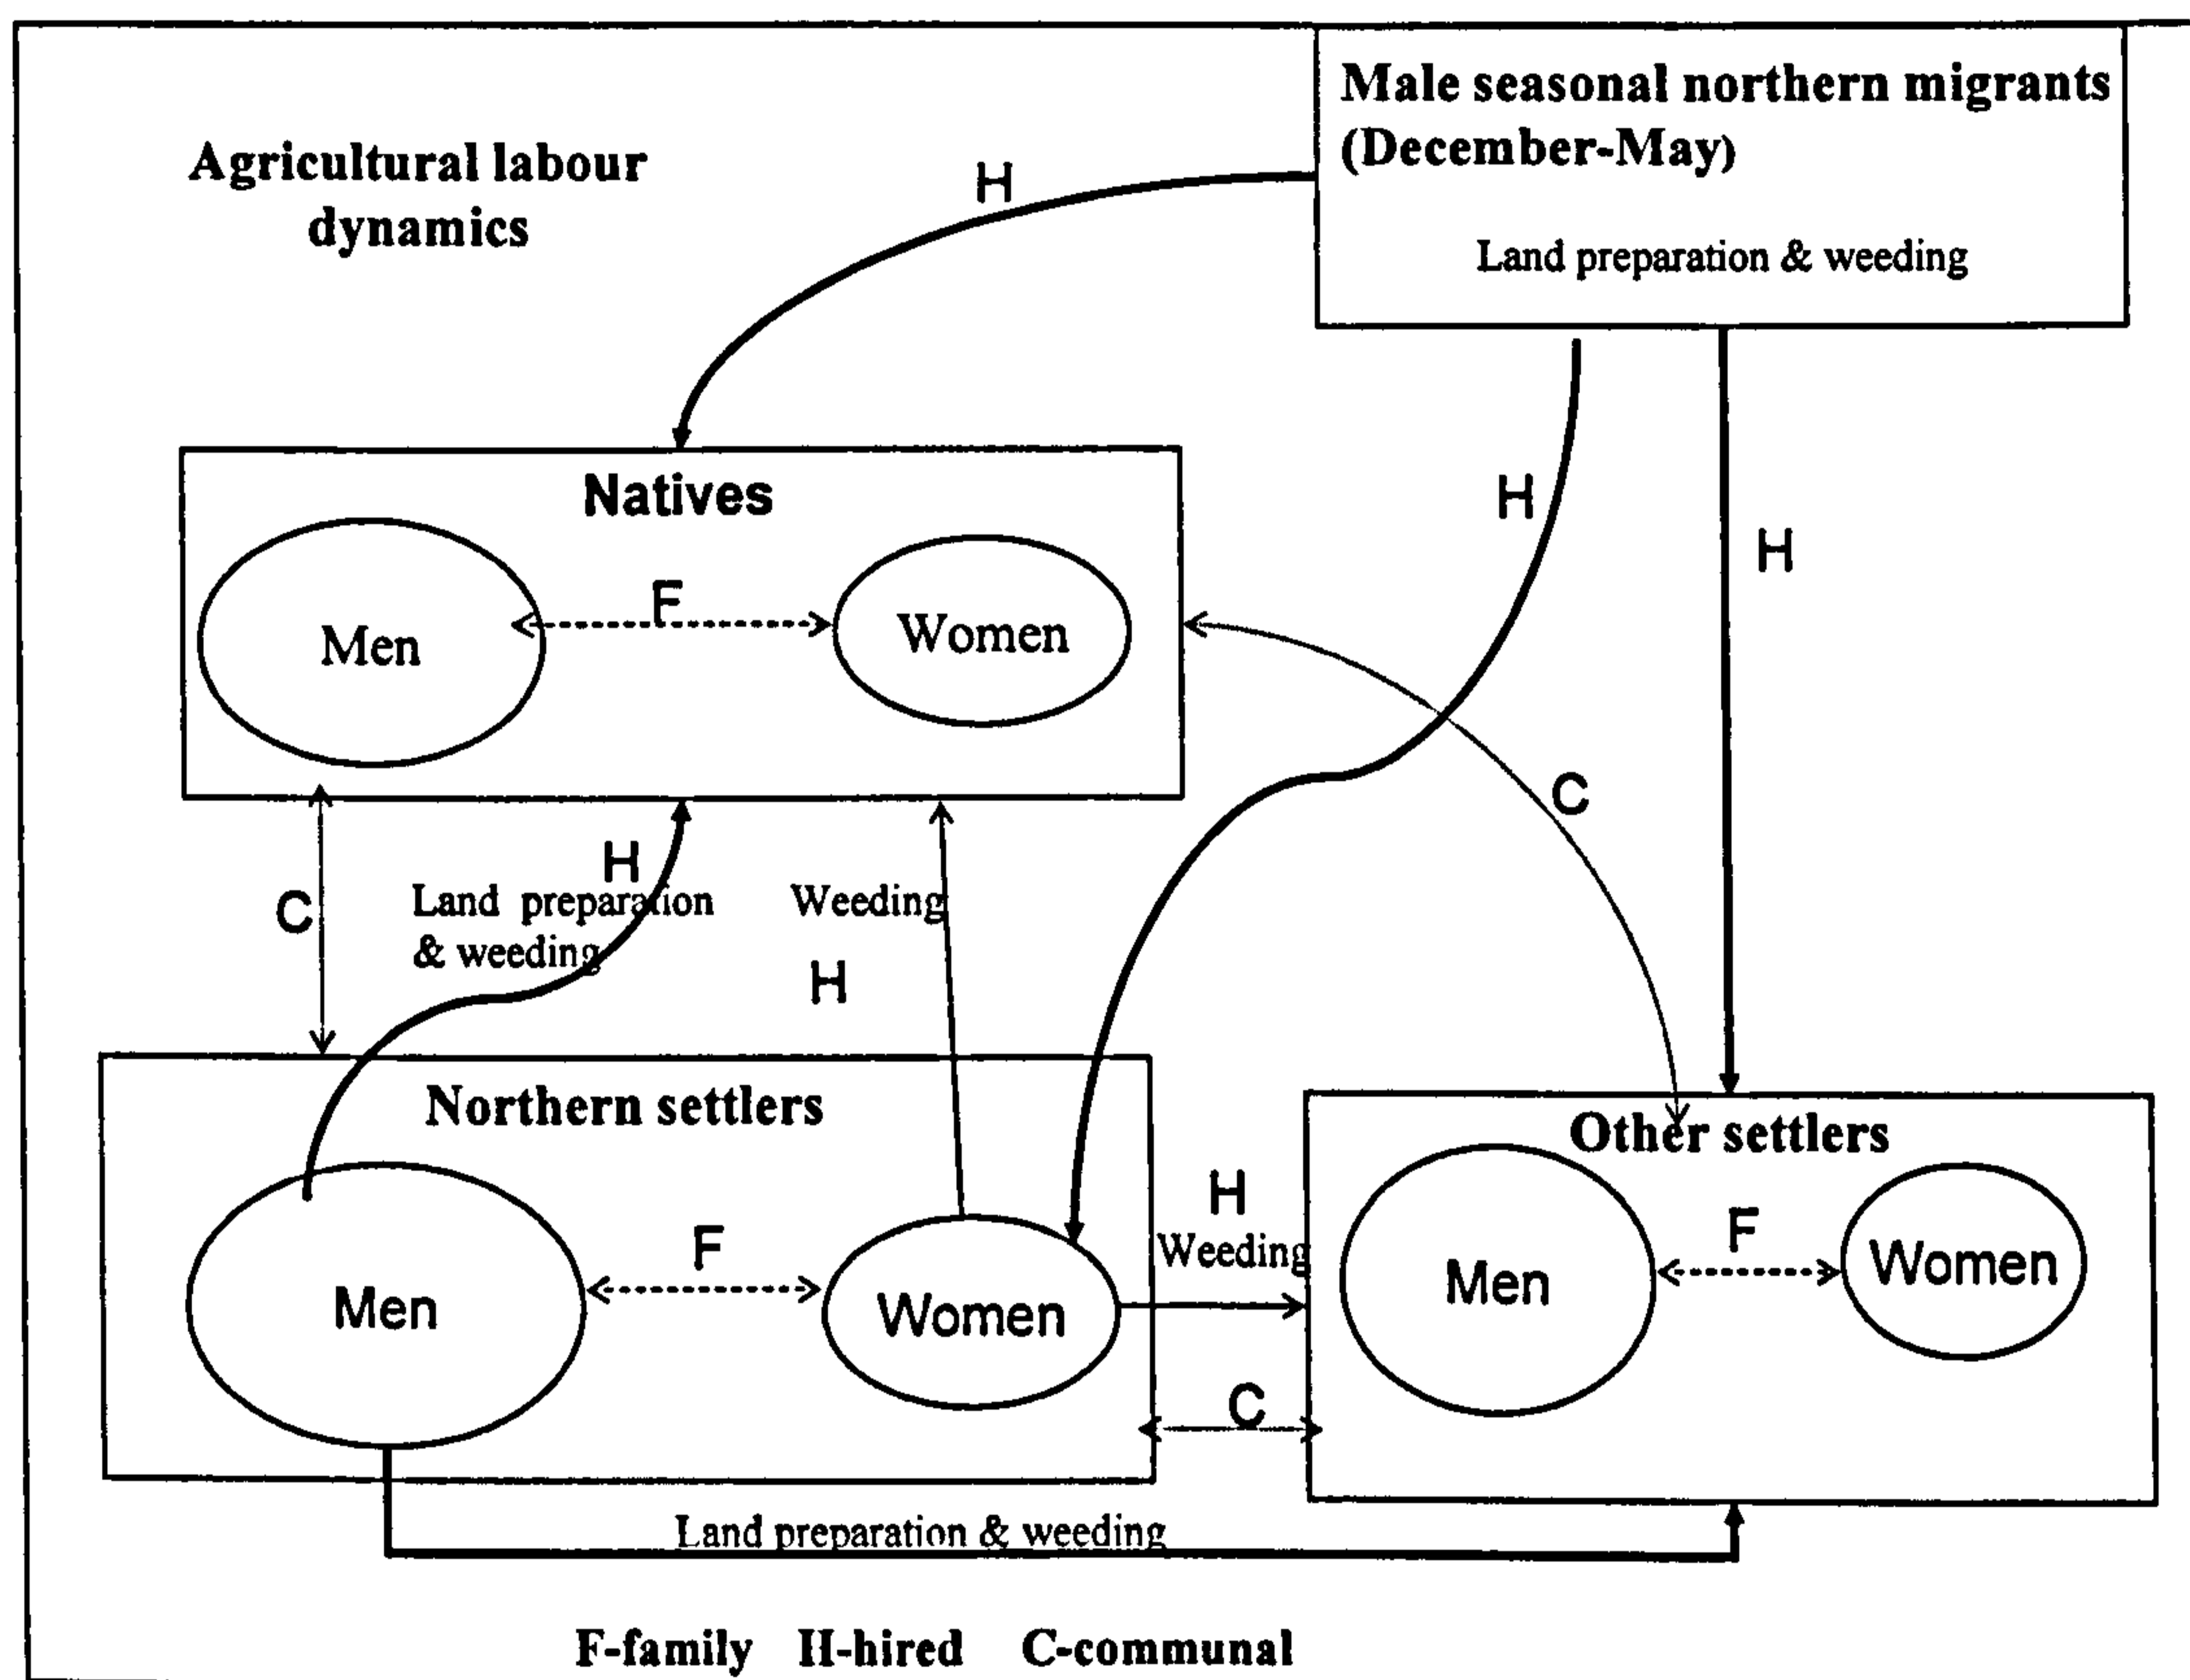 Male seasonal northern migrants
(December-May)
Land preparation & weeding
Agricultural labour
dynamics
H
Natives
Men
F
Women
H
H
C
C
H
Land preparation
& weeding
Weeding
H
Northern settlers
Men
F
Women
H
Weeding
C
Other settlers
Men
F
Women
Land preparation & weeding
F-family H-hired C-communal